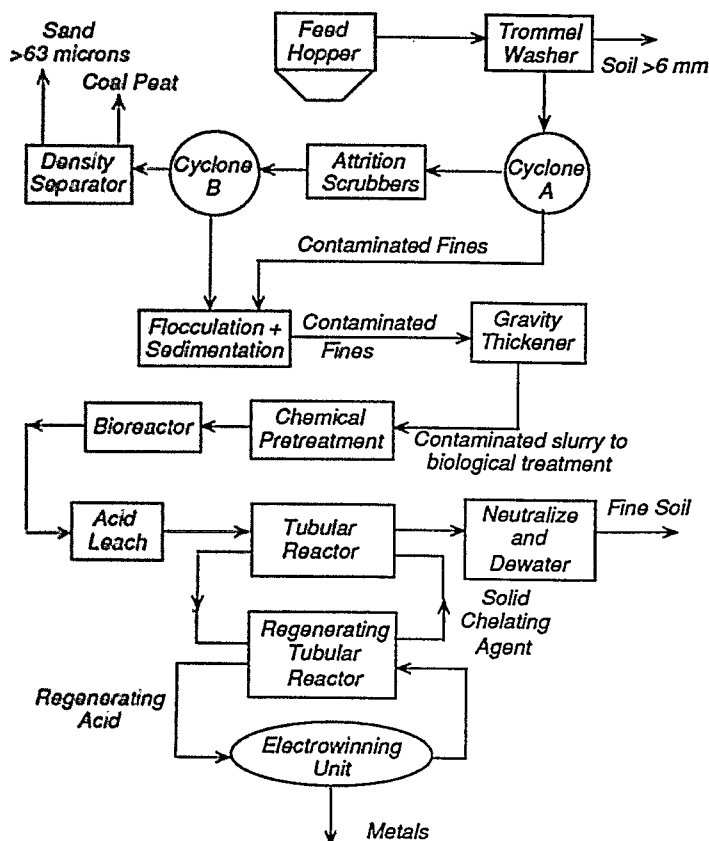 Sand
>63 microns
Coal Peat
Feed
Hopper
Trommel
Washer
Soil >6 mm
Density
Separator
Cyclone
B
Attrition
Scrubbers
Cyclone
A
Contaminated Fines
Flocculation +
Sedimentation
Contaminated
Fines
Gravity
Thickener
Bioreactor
Chemical
Pretreatment
Contaminated slurry to
biological treatment
Acid
Leach
Tubular
Reactor
Neutralize
and
Dewater
Fine Soil
Solid
Chelating
Agent
Regenerating
Tubular
Reactor
Regenerating
Acid
Electrowinning
Unit
Metals